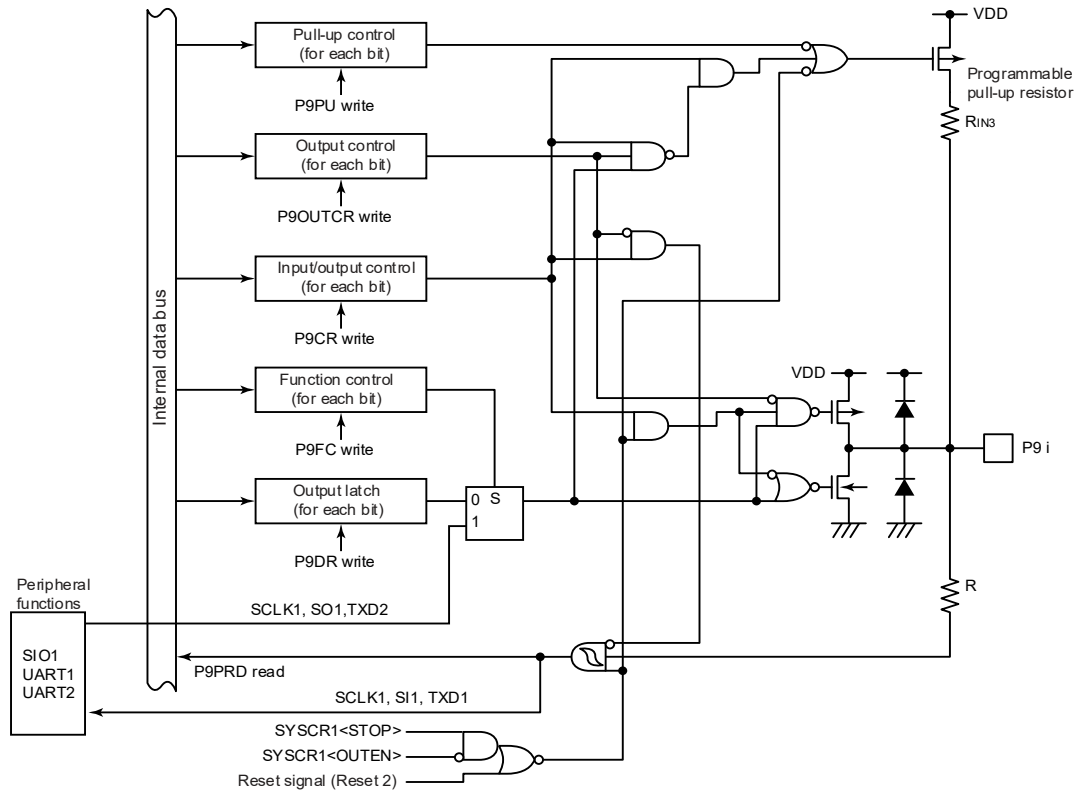 VDD
Pull-up control
(for each bit)
P9PU write
Programmable
pull-up resistor
RIN3
Output control
(for each bit)
P9OUTCR write
Input/output control
(for each bit)
P9CR write
Internal data bus
Function control
(for each bit)
P9FC write
VDD
P9 i
Output latch
(for each bit)
P9DR write
0 S
1
Peripheral
functions
SCLK1, SO1,TXD2
R
SIO1
UART1
UART2
P9PRD read
SCLK1, SI1, TXD1
SYSCR1<STOP>
SYSCR1<OUTEN>
Reset signal (Reset 2)